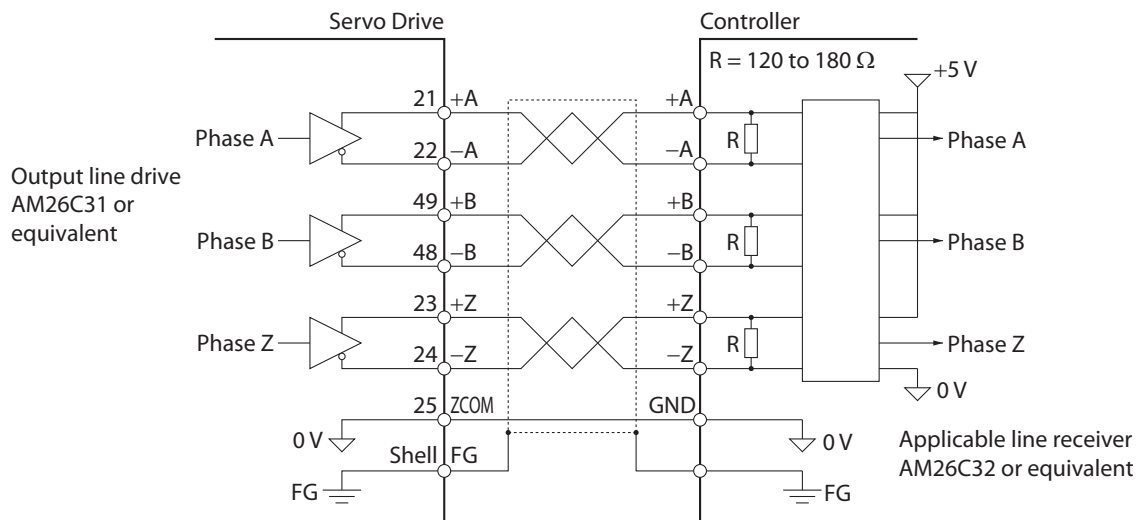 Servo Drive
Controller
R = 120 to 180 Ω
+5 V
21 +A
+A
Phase A
R
Phase A
22 –A
–A
Output line drive
AM26C31 or
equivalent
49 +B
+B
Phase B
R
Phase B
48 –B
–B
23 +Z
+Z
Phase Z
R
Phase Z
24 –Z
–Z
0 V
25 ZCOM
GND
0 V
0 V
Applicable line receiver
AM26C32 or equivalent
Shell FG
FG
FG